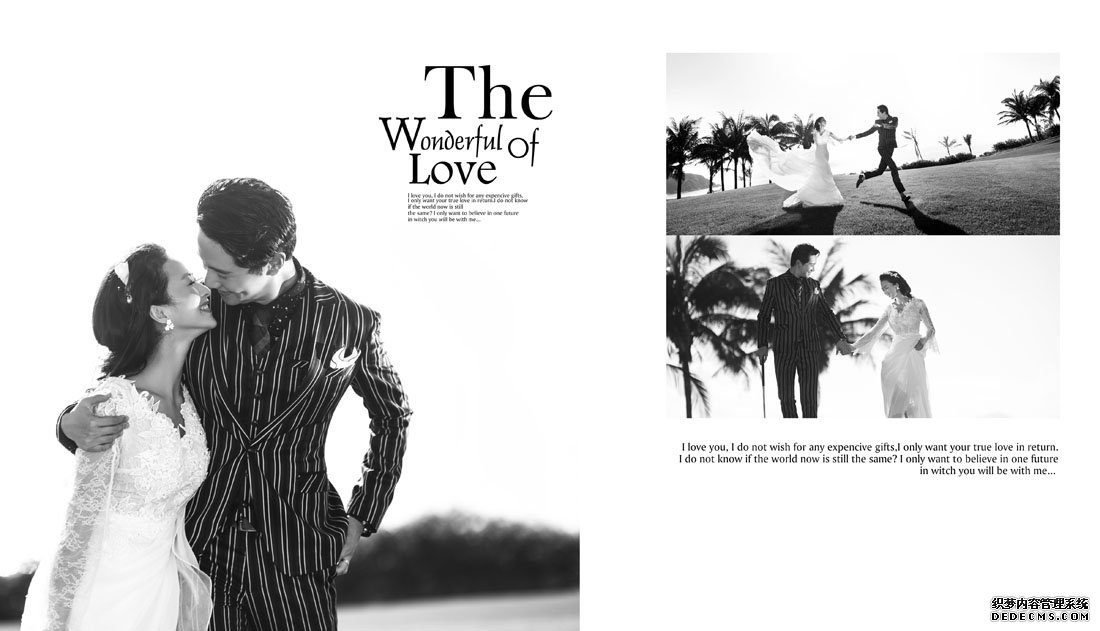 The
Wonderful Of
Love
I love you, I do not wish for any expencive gifts,
I only want your true love in return.I do not know
if the world now is still
the same? I only want to believe in one future
in witch you will be with me...
I love you, I do not wish for any expencive gifts,I only want your true love in return.
I do not know if the world now is still the same? I only want to believe in one future
in witch you will be with me...
织梦内容管理系统
DEDECMS.COM